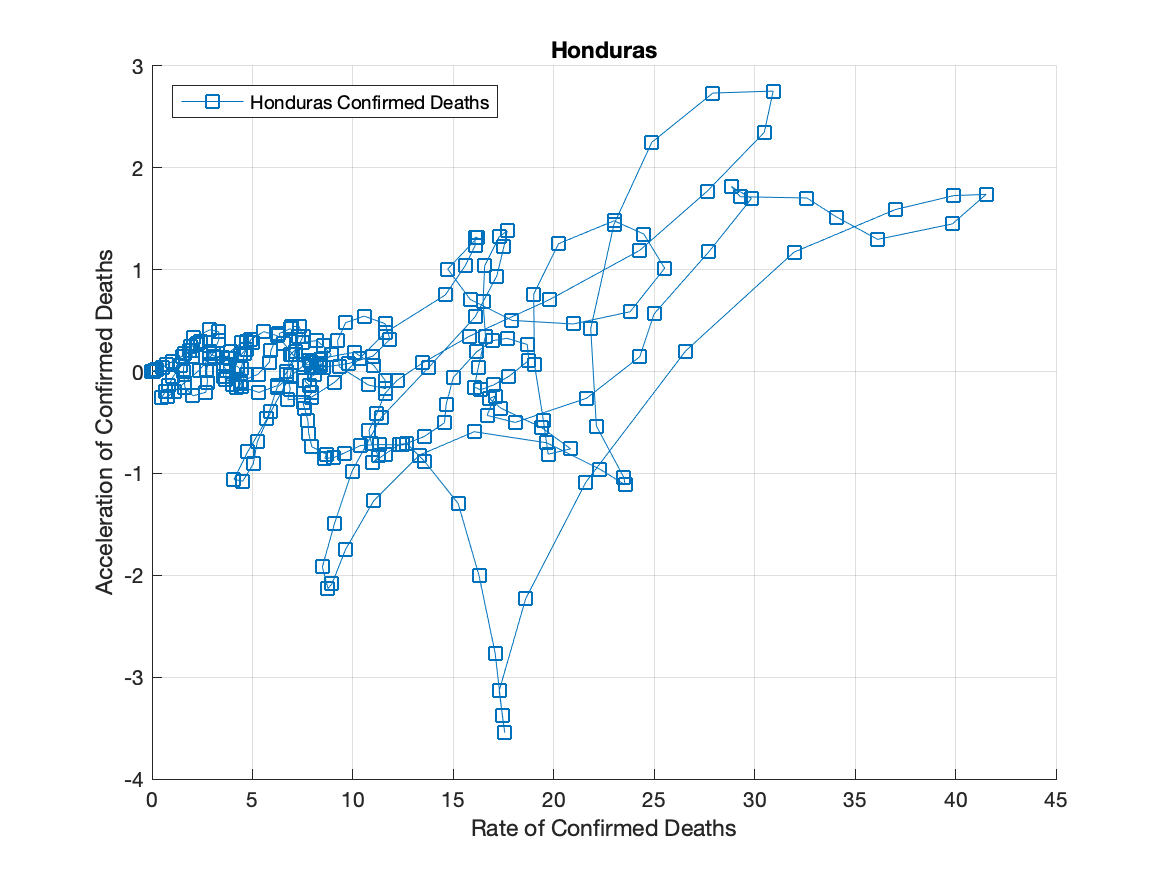 Honduras
Honduras Confirmed Deaths
3
2
1
0
-1
-2
-3
-4
Acceleration of Confirmed Deaths
0 5 10 15 20 25 30 35 40 45
Rate of Confirmed Deaths